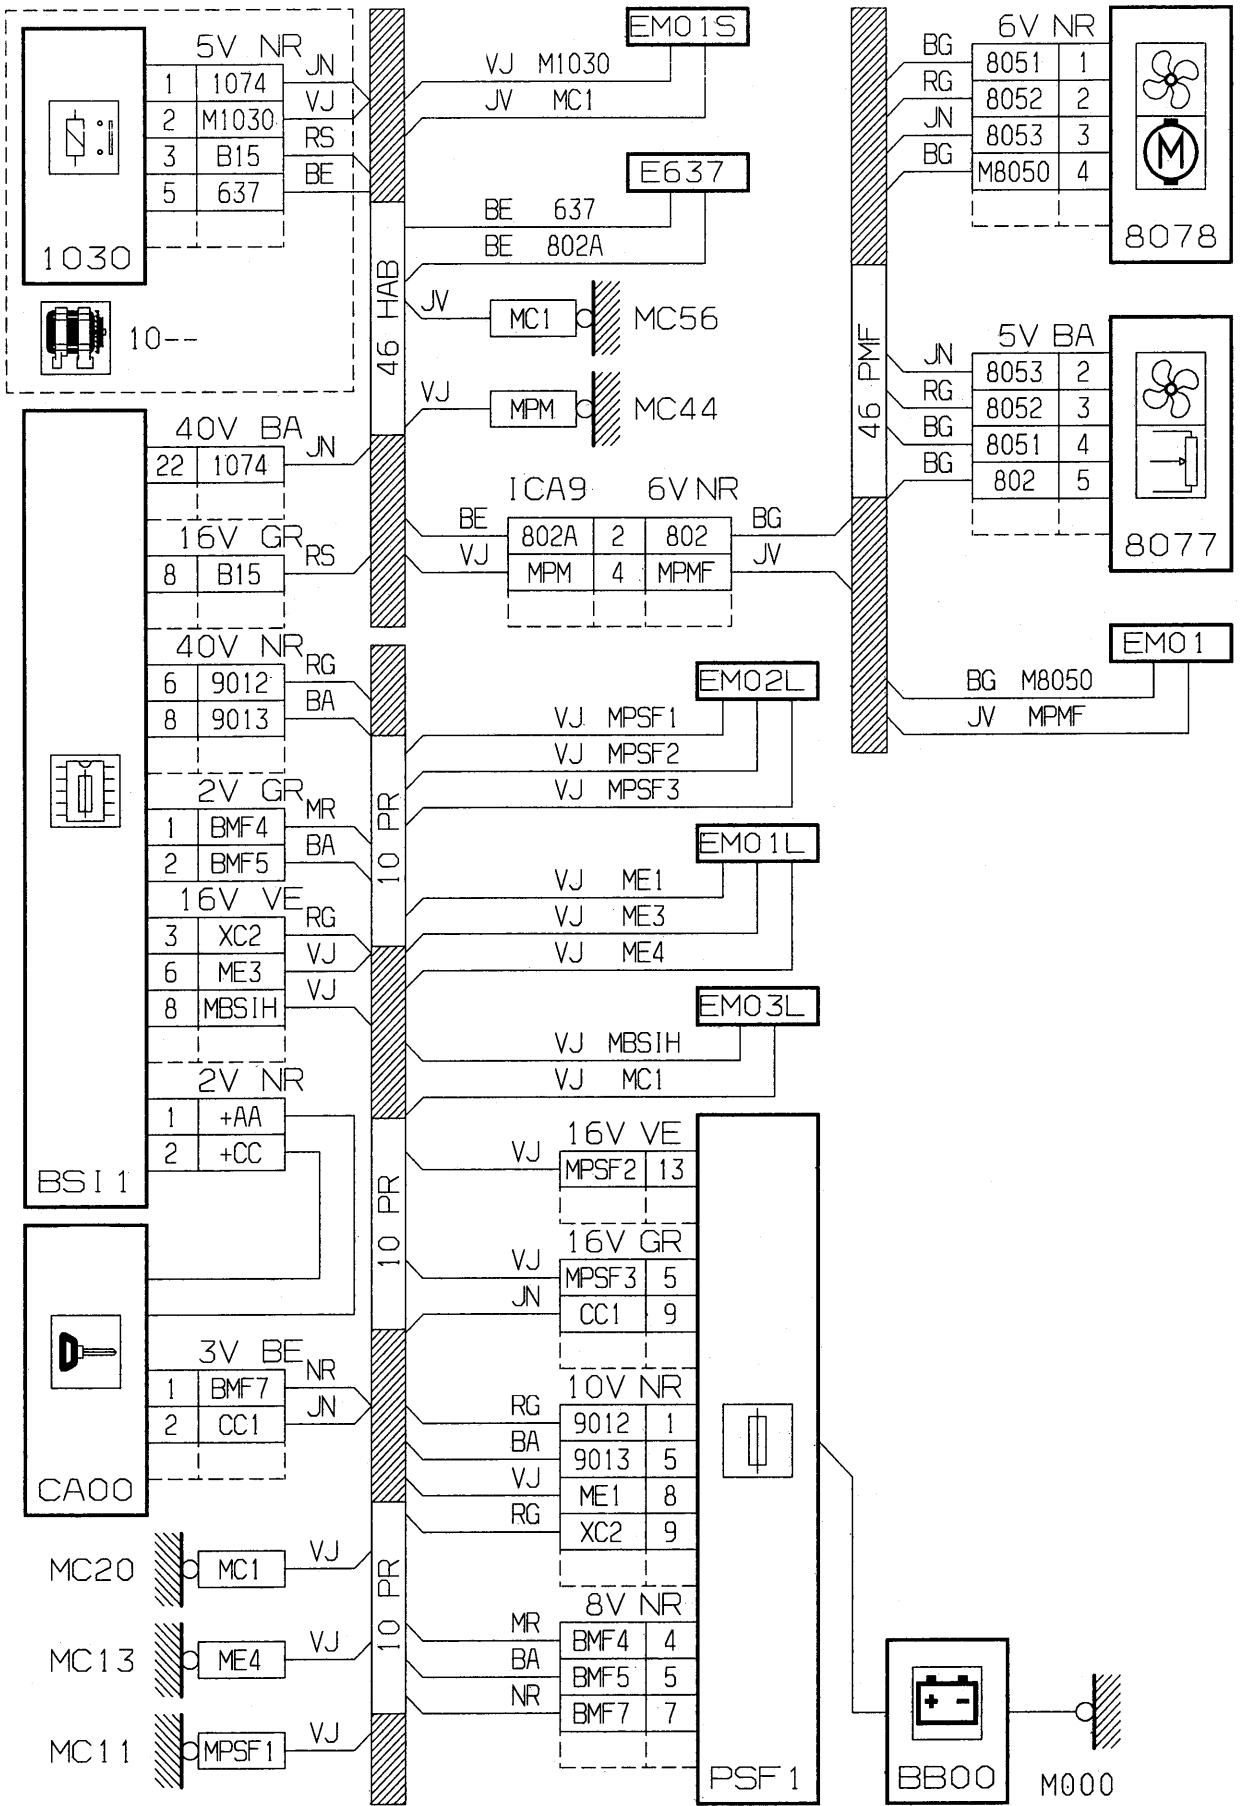 5V NR
1 1074 JN
2 M1030 VJ
3 B15 RS
5 637 BE
1030
10--
40V BA
22 1074 JN
16V GR
8 B15 RS
40V NR
6 9012 RG
8 9013 BA
2V GR
1 BMF4 MR
2 BMF5 BA
16V VE
3 XC2 RG
6 ME3 VJ
8 MBSIH VJ
2V NR
1 +AA
2 +CC
BSI1
3V BE
1 BMF7 NR
2 CC1 JN
CA00
MC20 MC1 VJ
MC13 ME4 VJ
MC11 MPSF1 VJ
46 HAB
10 PR
10 PR
10 PR
EM01S
VJ M1030
JV MC1
E637
BE 637
BE 802A
JV MC1 MC56
VJ MPM MC44
ICA9 6V NR
BE 802A 2 802 BG
VJ MPM 4 MPMF JV
EM02L
VJ MPSF1
VJ MPSF2
VJ MPSF3
EM01L
VJ ME1
VJ ME3
VJ ME4
EM03L
VJ MBSIH
VJ MC1
16V VE
VJ MPSF2 13
16V GR
VJ MPSF3 5
JN CC1 9
10V NR
RG 9012 1
BA 9013 5
VJ ME1 8
RG XC2 9
8V NR
MR BMF4 4
BA BMF5 5
NR BMF7 7
PSF1
46 PMF
6V NR
BG 8051 1
RG 8052 2
JN 8053 3
BG M8050 4
M
8078
5V BA
JN 8053 2
RG 8052 3
BG 8051 4
BG 802 5
8077
EM01
BG M8050
JV MPMF
+ -
BB00
M000